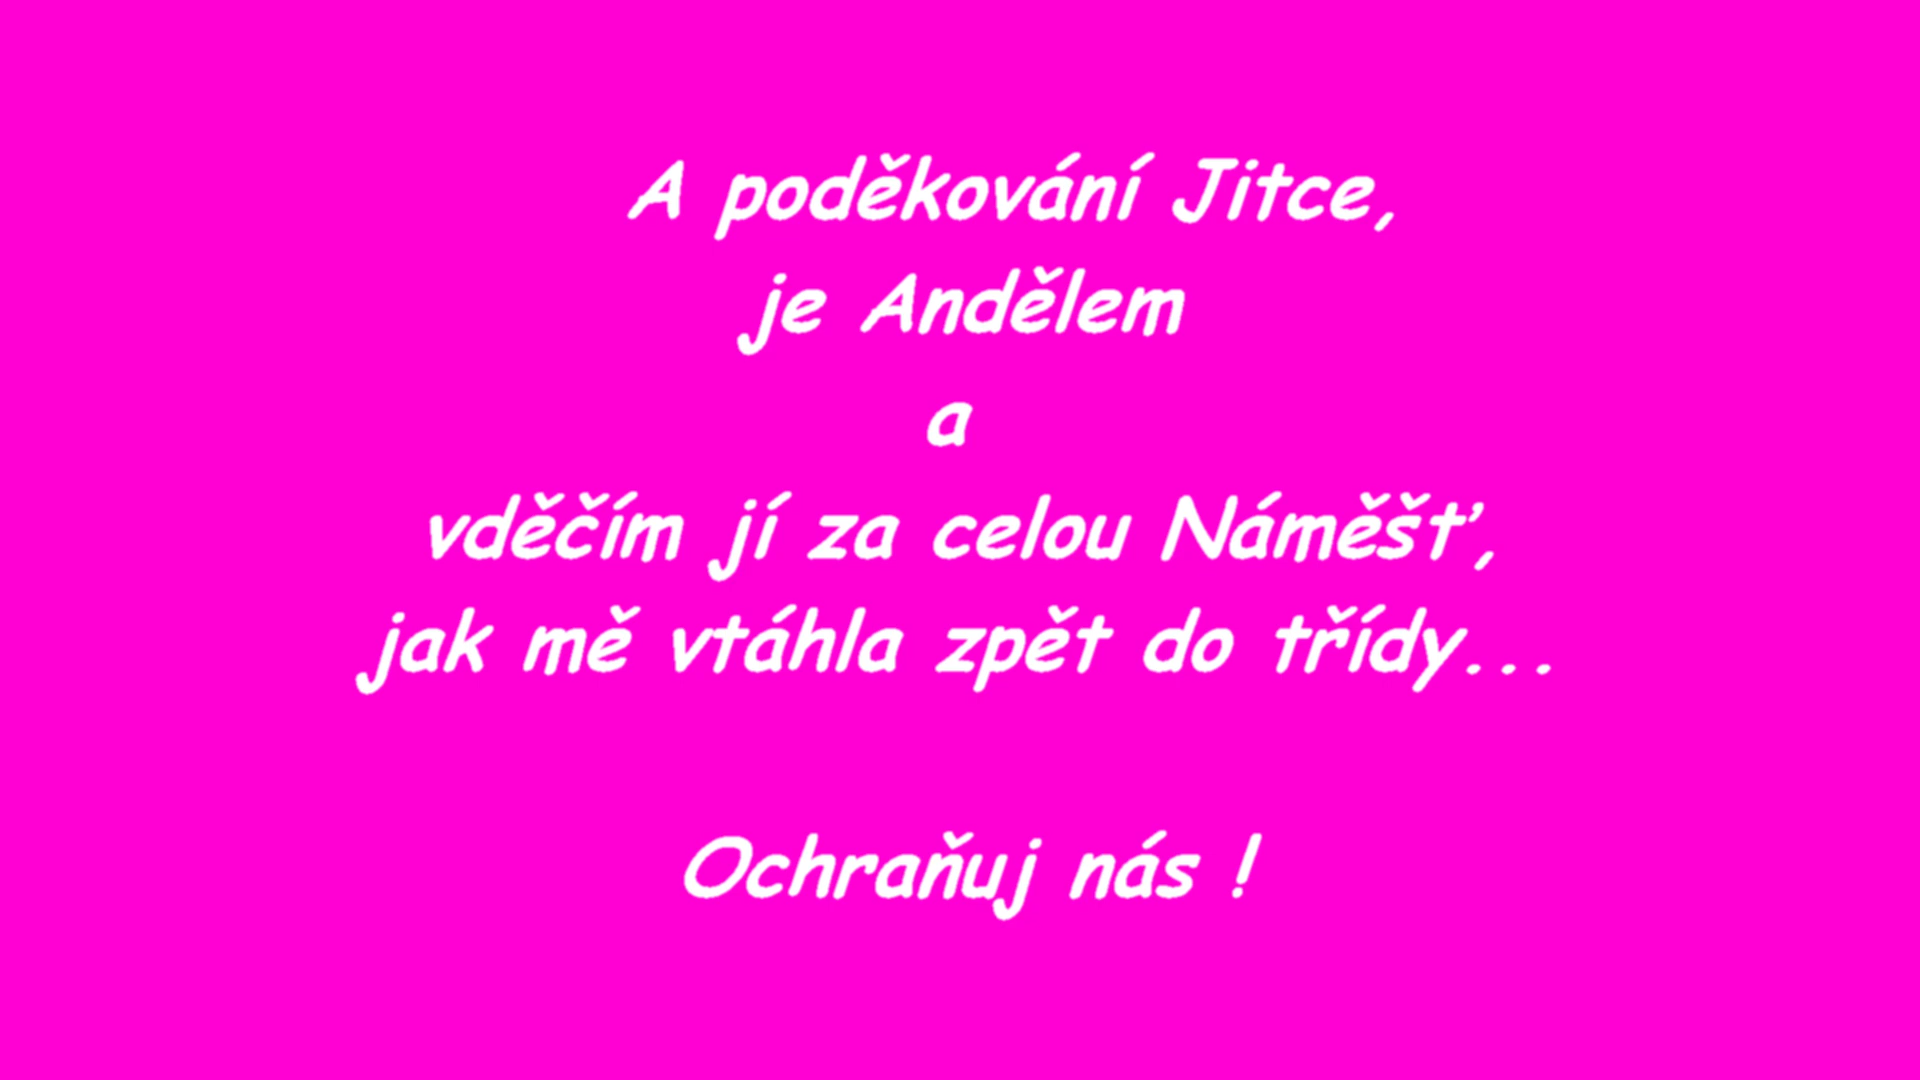 A poděkování Jitce,
je Andělem
a
vděčím jí za celou Náměšť,
jak mě vtáhla zpět do třídy...
Ochraňuj nás !